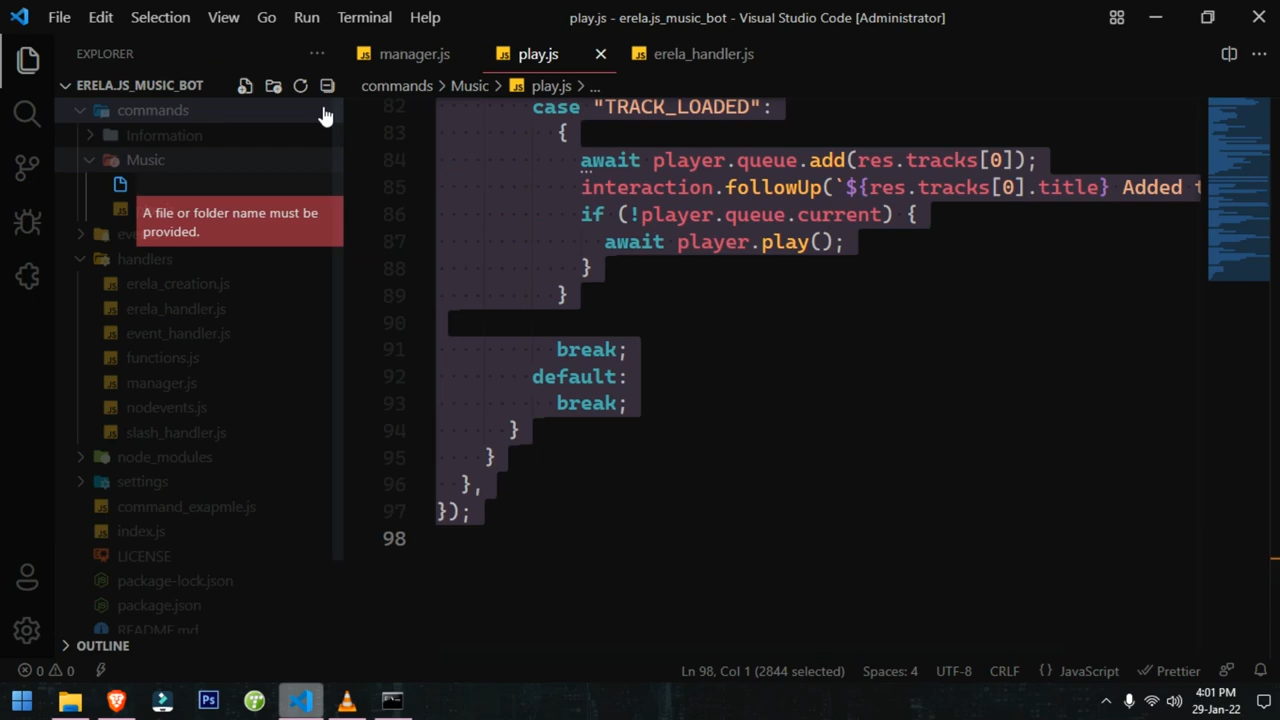 File Edit Selection View Go Run Terminal Help
play.js - erela.js_music_bot - Visual Studio Code [Administrator]
EXPLORER
manager.js
play.js
erela_handler.js
ERELA.JS_MUSIC_BOT
commands > Music > play.js > ...
commands
Information
Music
A file or folder name must be
provided.
handlers
erela_creation.js
erela_handler.js
event_handler.js
functions.js
manager.js
nodevents.js
slash_handler.js
node_modules
settings
command_exapmle.js
index.js
LICENSE
package-lock.json
package.json
README.md
OUTLINE
82 case "TRACK_LOADED":
83 {
84 await player.queue.add(res.tracks[0]);
85 interaction.followUp(`${res.tracks[0].title} Added
86 if (!player.queue.current) {
87 await player.play();
88 }
89 }
90
91 break;
92 default:
93 break;
94 }
95 }
96 },
97 });
98
0 0
Ln 98, Col 1 (2844 selected) Spaces: 4 UTF-8 CRLF {} JavaScript Prettier
Ps
4:01 PM
29-Jan-22